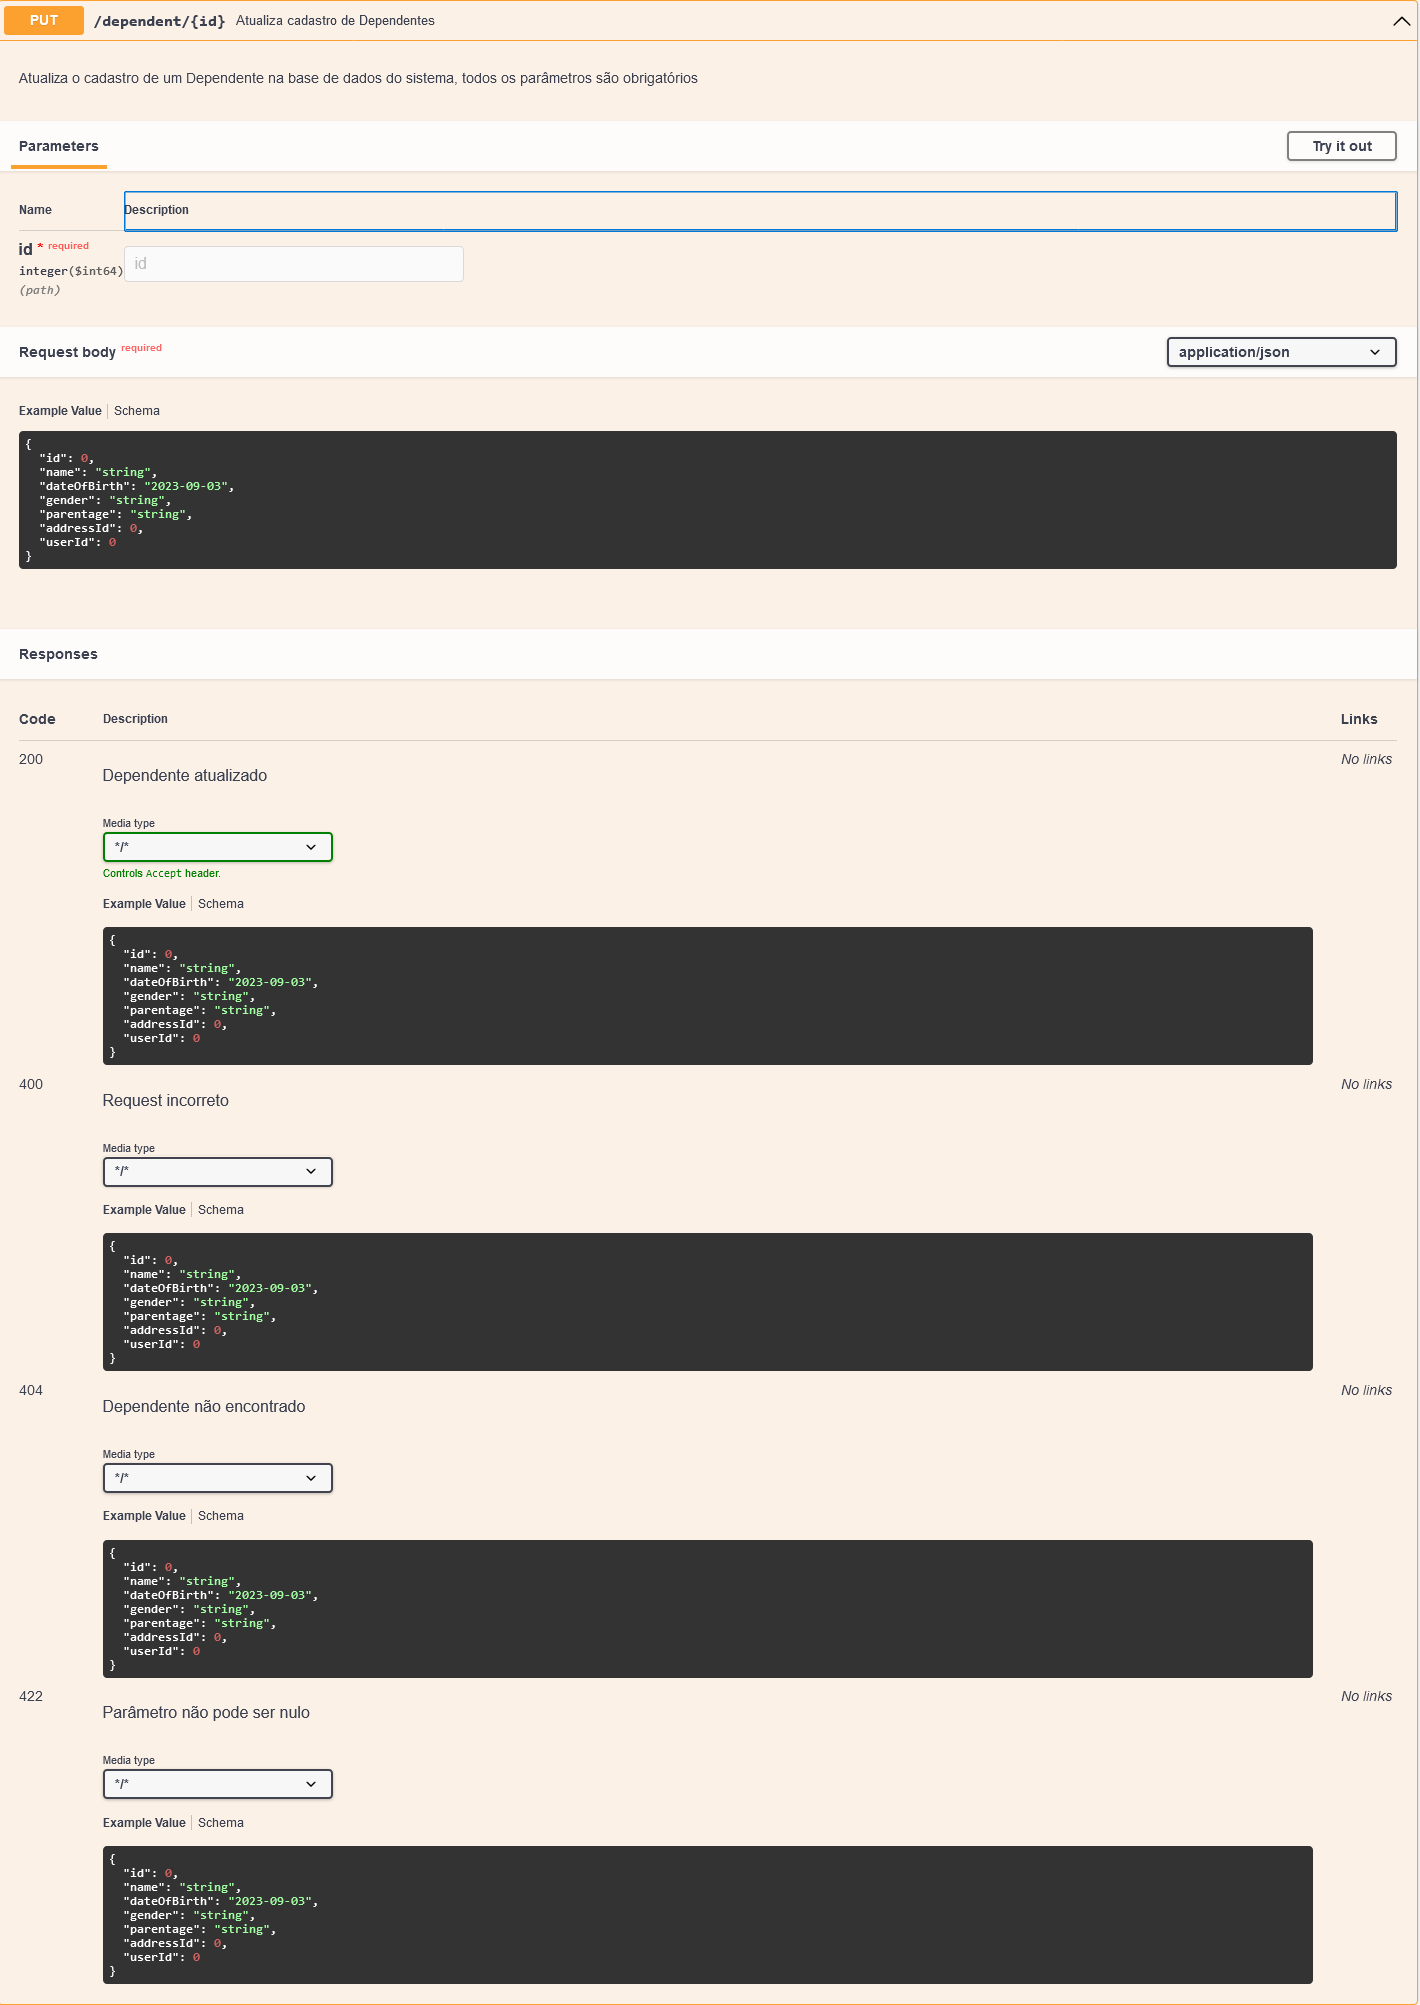 PUT /dependent/{id} Atualiza cadastro de Dependentes
Atualiza o cadastro de um Dependente na base de dados do sistema, todos os parâmetros são obrigatórios
Parameters Try it out
Name Description
id * required
integer($int64) id
(path)
Request body required application/json
Example Value Schema
{
"id": 0,
"name": "string",
"dateOfBirth": "2023-09-03",
"gender": "string",
"parentage": "string",
"addressId": 0,
"userId": 0
}
Responses
Code Description Links
200 No links
Dependente atualizado
Media type
*/*
Controls Accept header.
Example Value Schema
{
"id": 0,
"name": "string",
"dateOfBirth": "2023-09-03",
"gender": "string",
"parentage": "string",
"addressId": 0,
"userId": 0
}
400 No links
Request incorreto
Media type
*/*
Example Value Schema
{
"id": 0,
"name": "string",
"dateOfBirth": "2023-09-03",
"gender": "string",
"parentage": "string",
"addressId": 0,
"userId": 0
}
404 No links
Dependente não encontrado
Media type
*/*
Example Value Schema
{
"id": 0,
"name": "string",
"dateOfBirth": "2023-09-03",
"gender": "string",
"parentage": "string",
"addressId": 0,
"userId": 0
}
422 No links
Parâmetro não pode ser nulo
Media type
*/*
Example Value Schema
{
"id": 0,
"name": "string",
"dateOfBirth": "2023-09-03",
"gender": "string",
"parentage": "string",
"addressId": 0,
"userId": 0
}